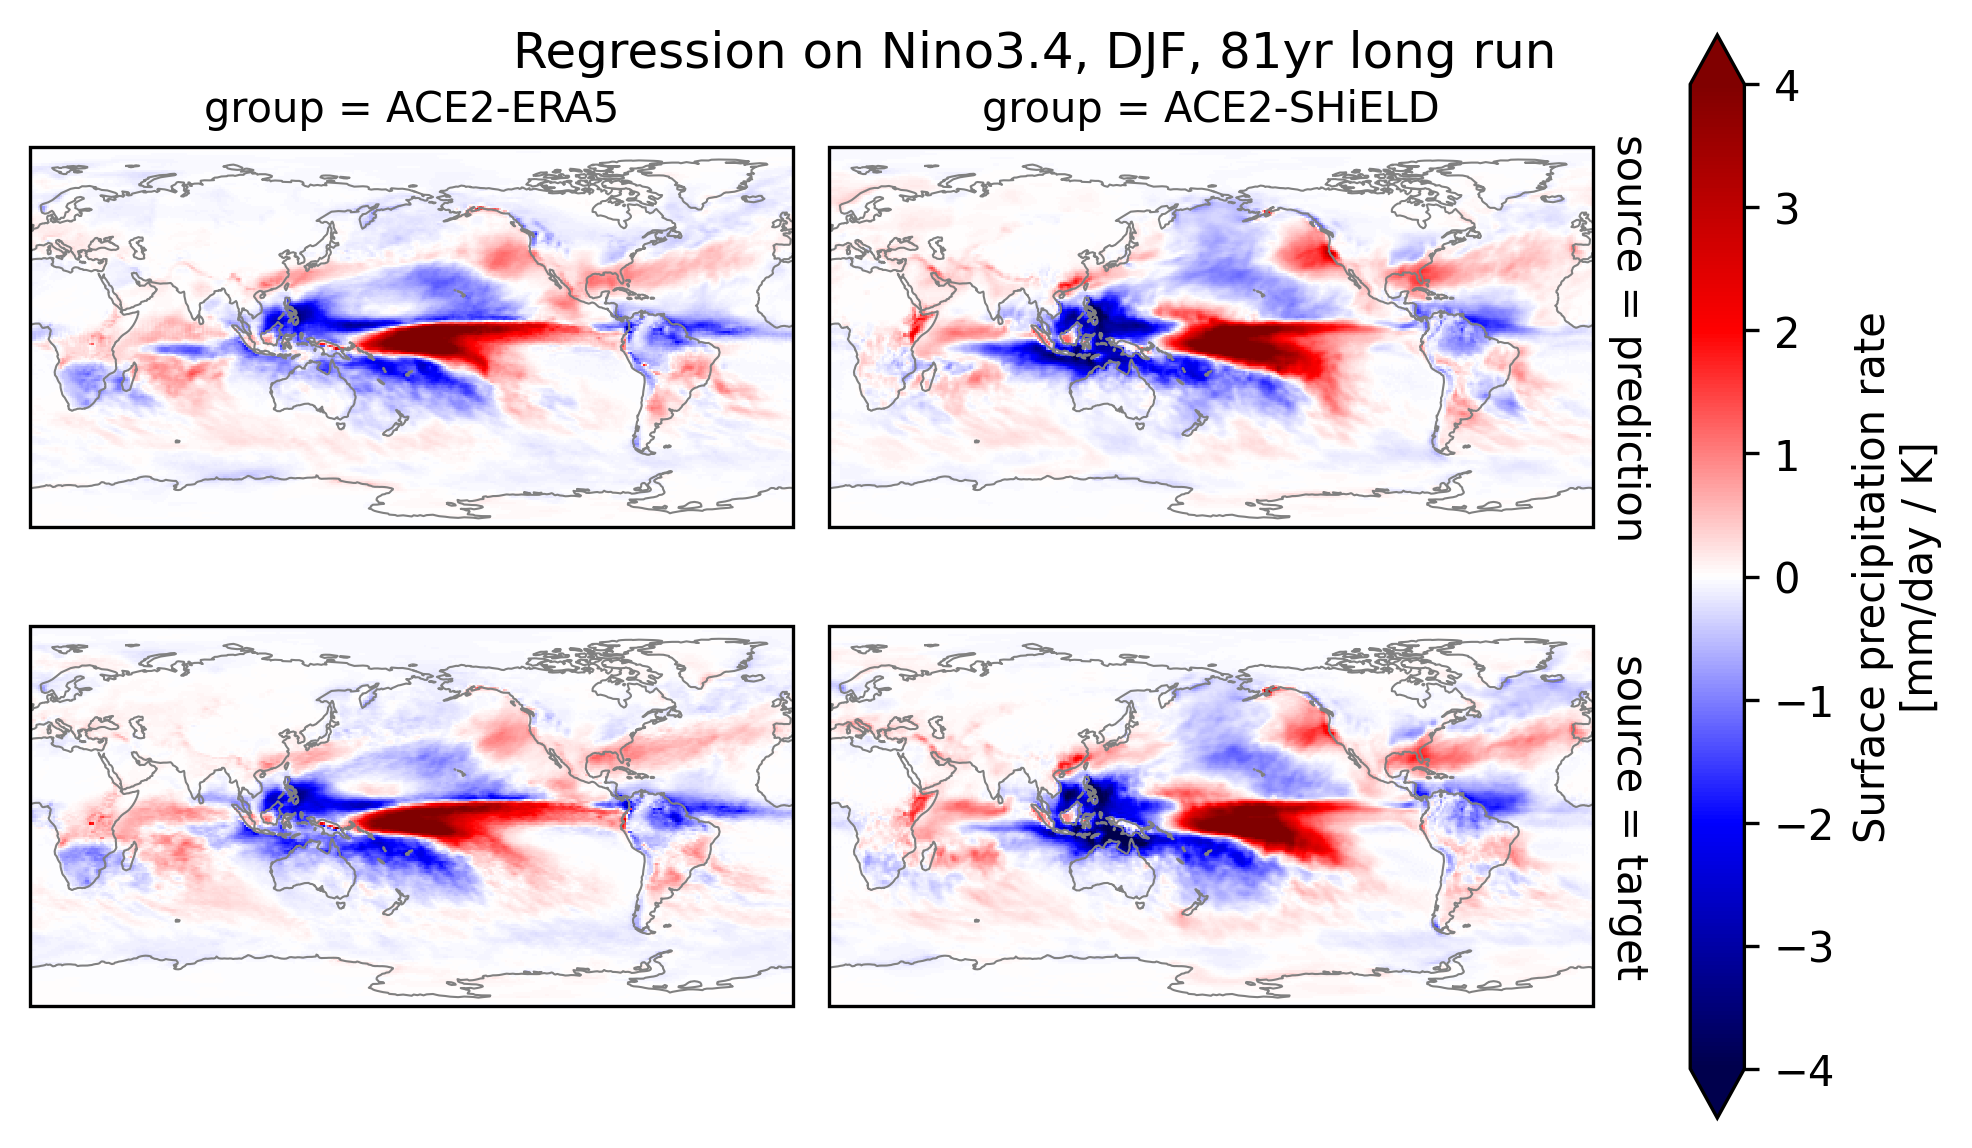 Regression on Nino3.4, DJF, 81yr long run
group = ACE2-ERA5
group = ACE2-SHiELD
source = prediction
source = target
4
3
2
1
0
−1
−2
−3
−4
Surface precipitation rate
[mm/day / K]